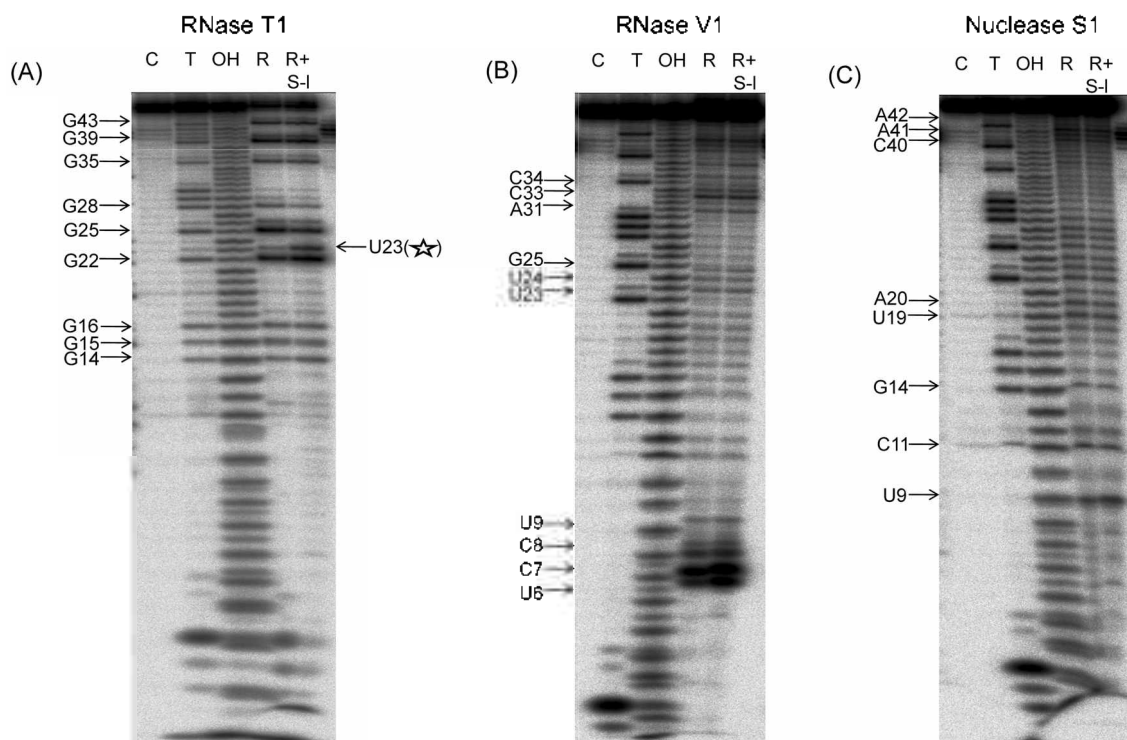 RNase T1
(A)
C T OH R R+
S-I
G43
G39
G35
G28
G25
U23(☆)
G22
G16
G15
G14
RNase V1
(B)
C T OH R R+
S-I
C34
C33
A31
G25
U24
U23
U9
C8
C7
U6
Nuclease S1
(C)
C T OH R R+
S-I
A42
A41
C40
A20
U19
G14
C11
U9